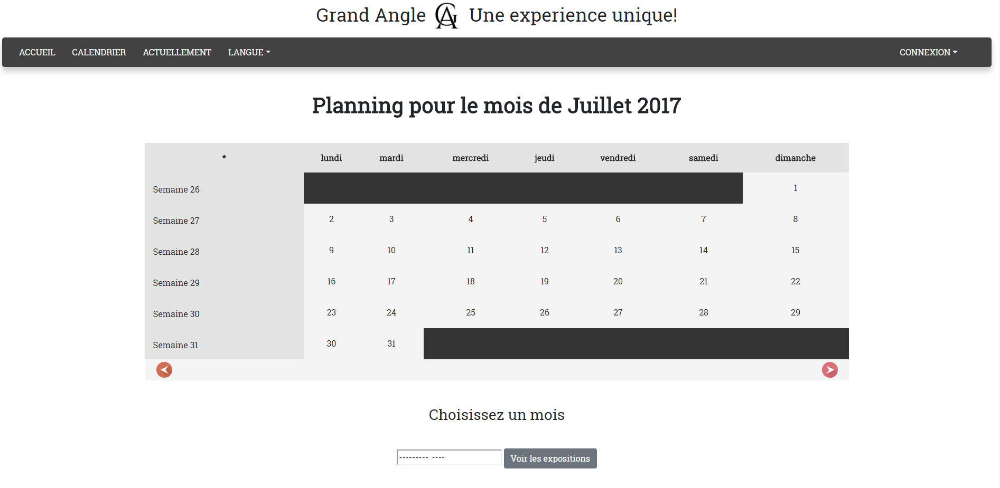 Grand Angle GA Une experience unique!
ACCUEIL CALENDRIER ACTUELLEMENT LANGUE CONNEXION
Planning pour le mois de Juillet 2017
* lundi mardi mercredi jeudi vendredi samedi dimanche
Semaine 26 1
Semaine 27 2 3 4 5 6 7 8
Semaine 28 9 10 11 12 13 14 15
Semaine 29 16 17 18 19 20 21 22
Semaine 30 23 24 25 26 27 28 29
Semaine 31 30 31
Choisissez un mois
--------- ---- Voir les expositions